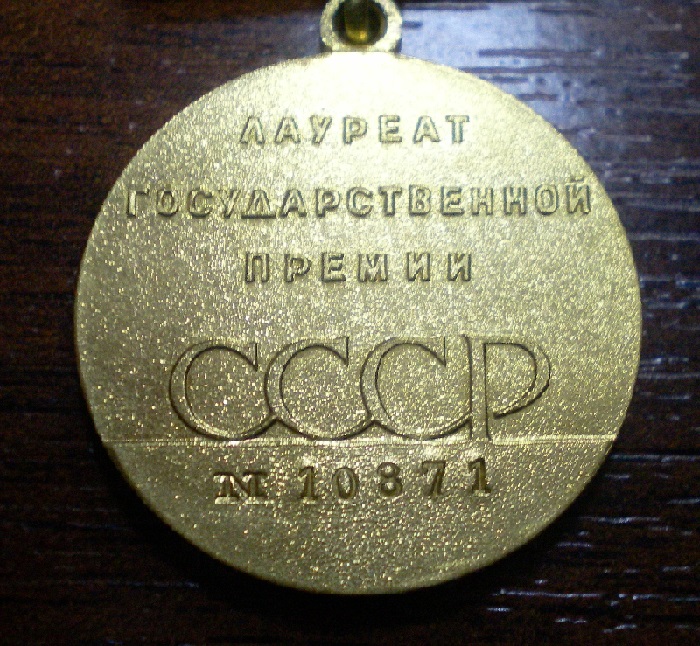 ЛАУРЕАТ
ГОСУДАРСТВЕННОЙ
ПРЕМИИ
СССР
№ 10871